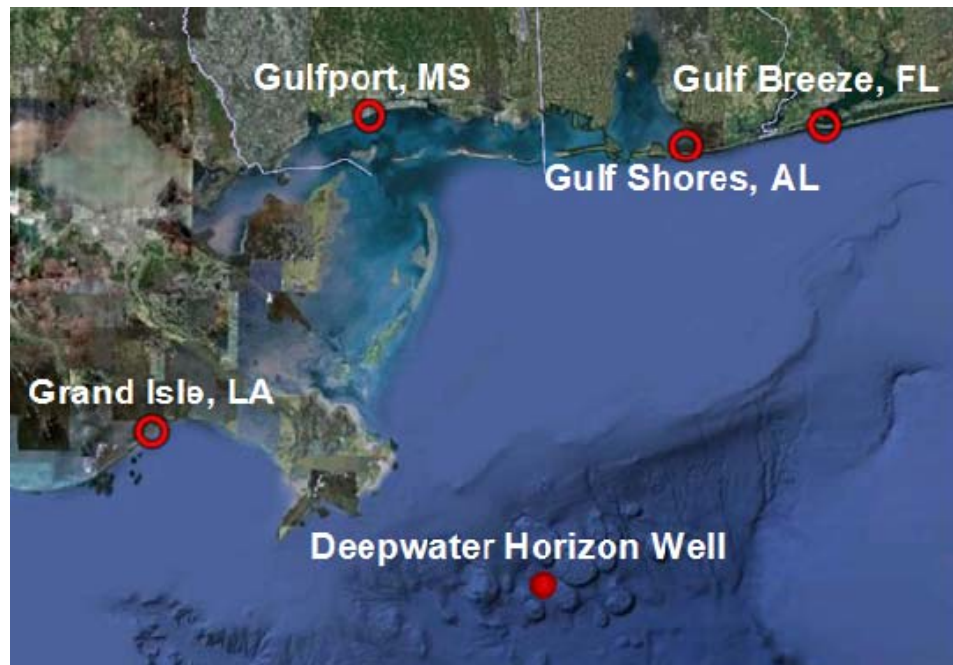 Gulfport, MS
Gulf Breeze, FL
Gulf Shores, AL
Grand Isle, LA
Deepwater Horizon Well